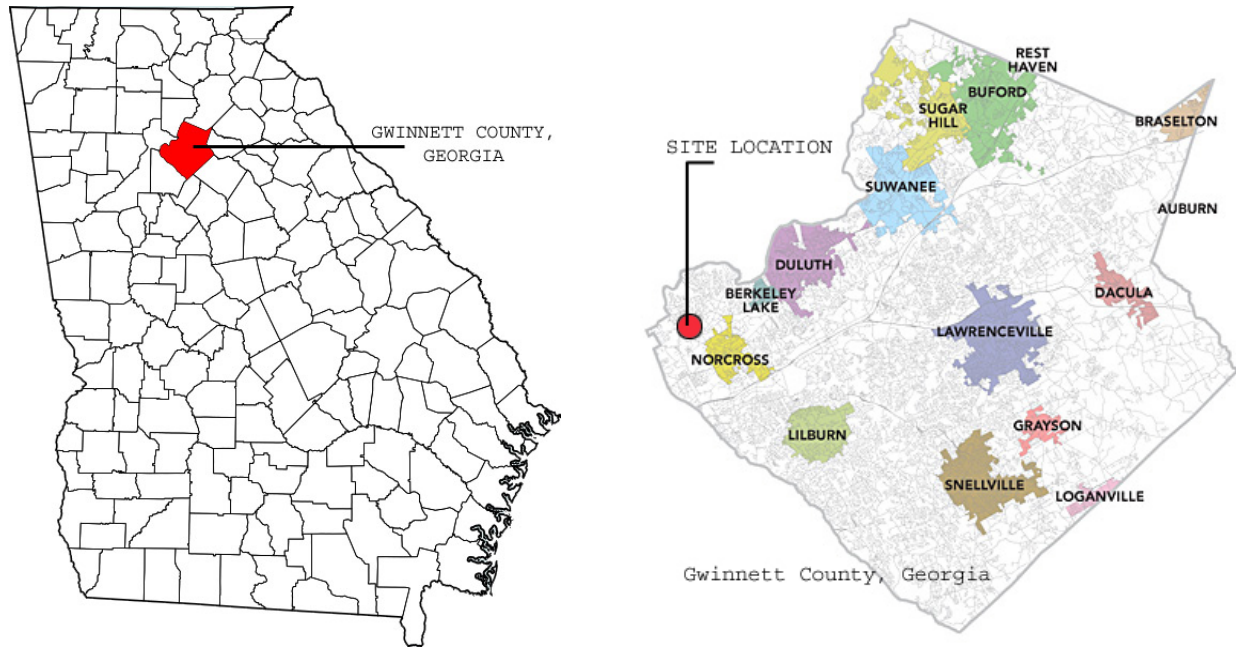 GWINNETT COUNTY,
GEORGIA
SITE LOCATION
REST
HAVEN
BUFORD
SUGAR
HILL
BRASELTON
SUWANEE
AUBURN
DULUTH
BERKELEY
LAKE
DACULA
LAWRENCEVILLE
NORCROSS
LILBURN
GRAYSON
SNELLVILLE
LOGANVILLE
Gwinnett County, Georgia